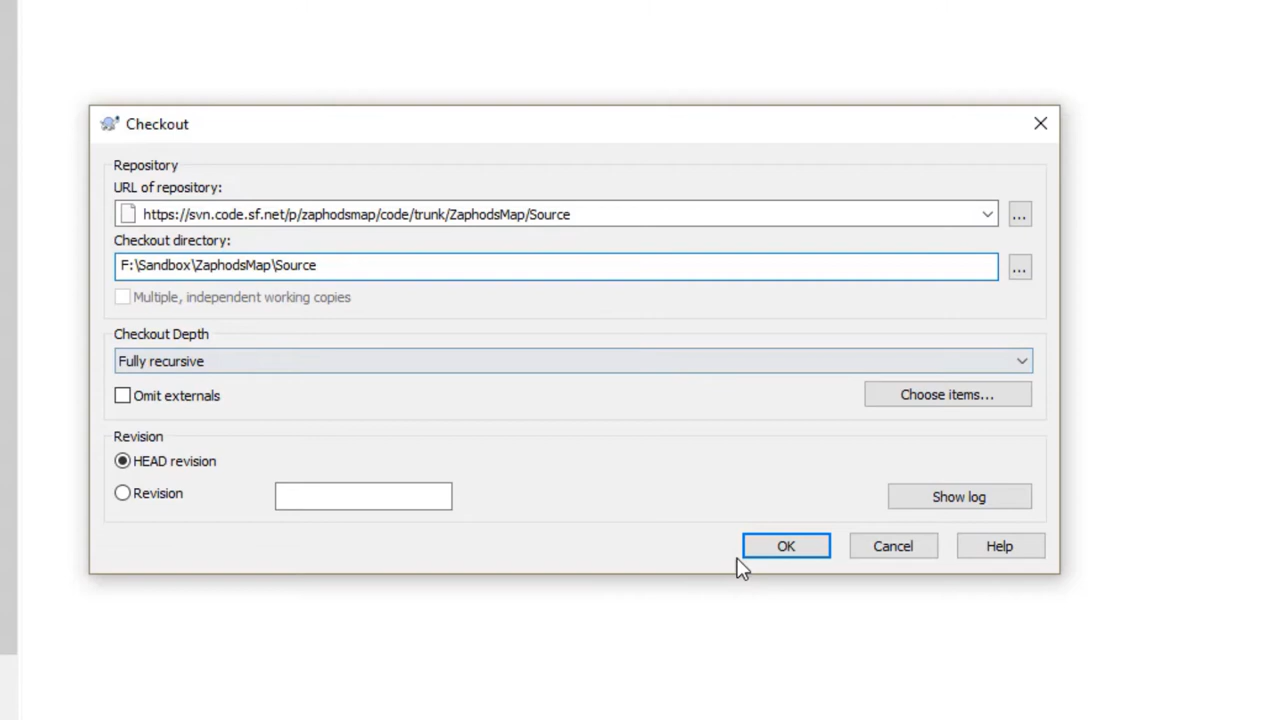 Checkout
Repository
URL of repository:
https://svn.code.sf.net/p/zaphodsmap/code/trunk/ZaphodsMap/Source
...
Checkout directory:
F:\Sandbox\ZaphodsMap\Source
...
Multiple, independent working copies
Checkout Depth
Fully recursive
Omit externals
Choose items...
Revision
HEAD revision
Revision
Show log
OK
Cancel
Help